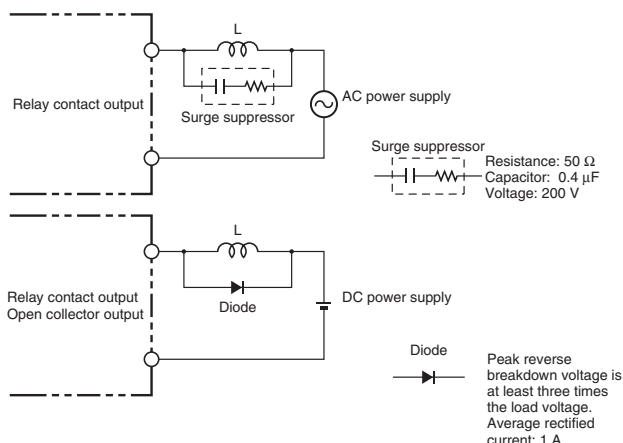 L
Relay contact output
Surge suppressor
AC power supply
Surge suppressor
Resistance: 50 Ω
Capacitor: 0.4 μF
Voltage: 200 V
L
Relay contact output
Open collector output
Diode
DC power supply
Diode
Peak reverse
breakdown voltage is
at least three times
the load voltage.
Average rectified
current: 1 A